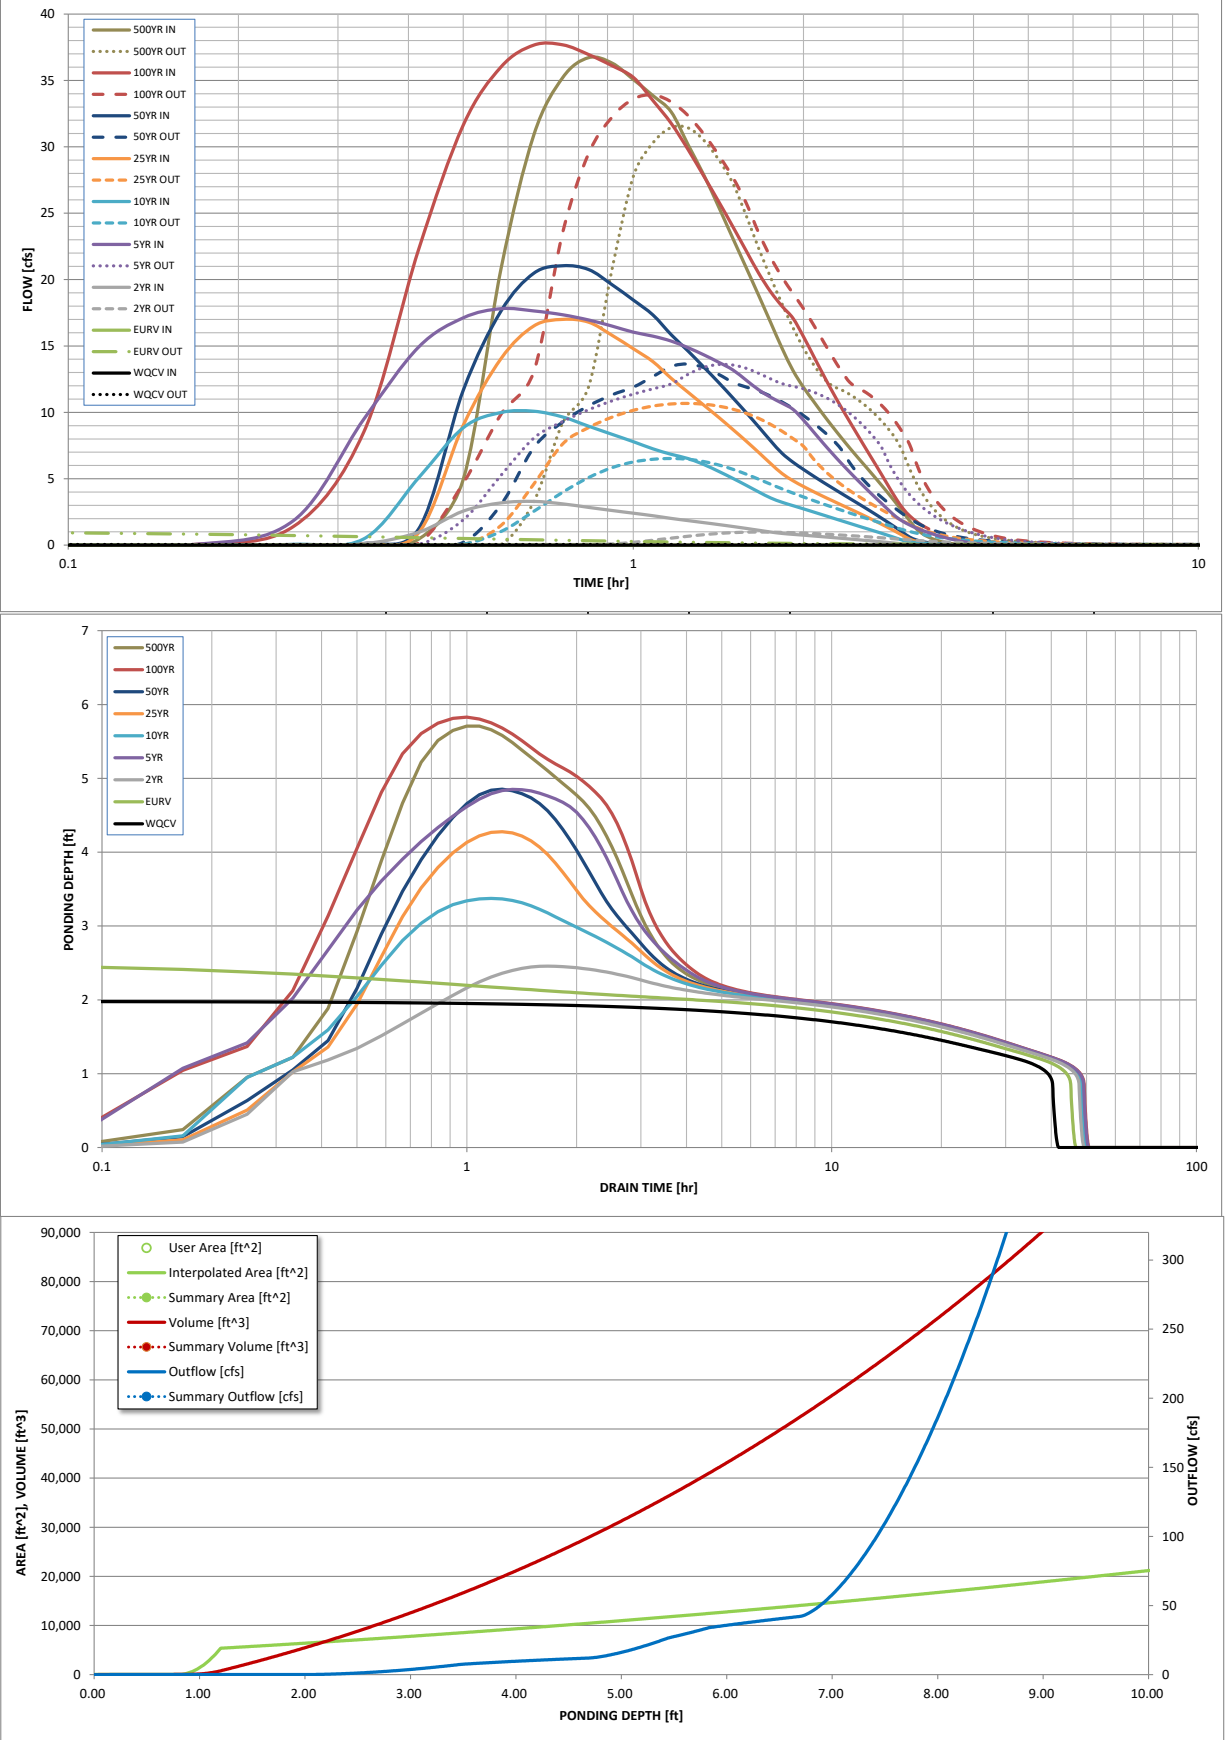 40
35
30
25
20
15
10
5
0
FLOW [cfs]
500YR IN
500YR OUT
100YR IN
100YR OUT
50YR IN
50YR OUT
25YR IN
25YR OUT
10YR IN
10YR OUT
5YR IN
5YR OUT
2YR IN
2YR OUT
EURV IN
EURV OUT
WQCV IN
WQCV OUT
0.1 1 10
TIME [hr]
7
6
5
4
3
2
1
0
PONDING DEPTH [ft]
500YR
100YR
50YR
25YR
10YR
5YR
2YR
EURV
WQCV
0.1 1 10 100
DRAIN TIME [hr]
90,000
80,000
70,000
60,000
50,000
40,000
30,000
20,000
10,000
0
AREA [ft^2], VOLUME [ft^3]
User Area [ft^2]
Interpolated Area [ft^2]
Summary Area [ft^2]
Volume [ft^3]
Summary Volume [ft^3]
Outflow [cfs]
Summary Outflow [cfs]
300
250
200
150
100
50
0
OUTFLOW [cfs]
0.00 1.00 2.00 3.00 4.00 5.00 6.00 7.00 8.00 9.00 10.00
PONDING DEPTH [ft]